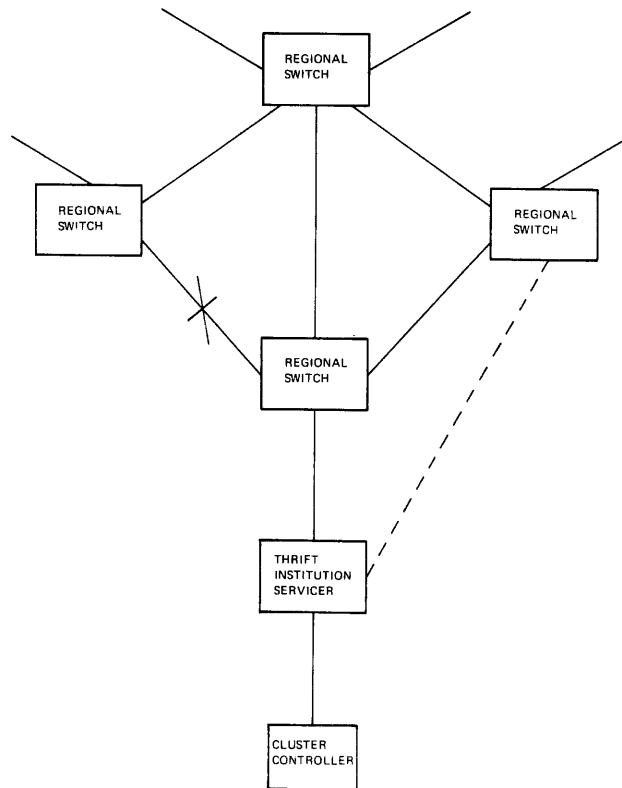 REGIONAL
SWITCH
REGIONAL
SWITCH
REGIONAL
SWITCH
REGIONAL
SWITCH
THRIFT
INSTITUTION
SERVICER
CLUSTER
CONTROLLER